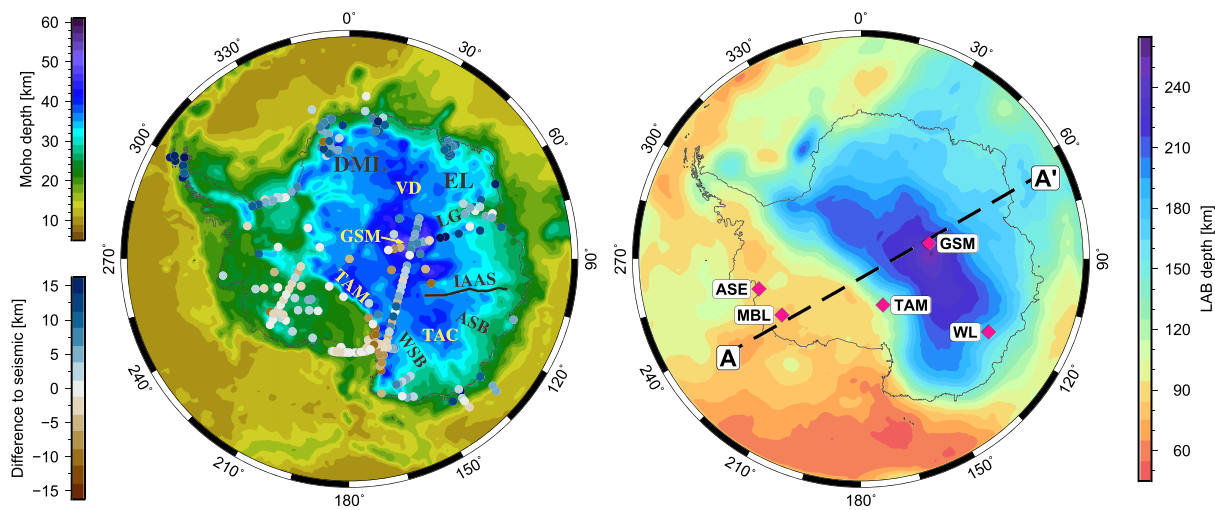 Moho depth [km]
60
50
40
30
20
10
Difference to seismic [km]
15
10
5
0
−5
−10
−15
0°
30°
60°
90°
120°
150°
180°
210°
240°
270°
300°
330°
DML
EL
VD
LG
GSM
TAM
IAAS
ASB
TAC
WSB
0°
30°
60°
90°
120°
150°
180°
210°
240°
270°
300°
330°
A'
GSM
ASE
TAM
MBL
WL
A
LAB depth [km]
240
210
180
150
120
90
60